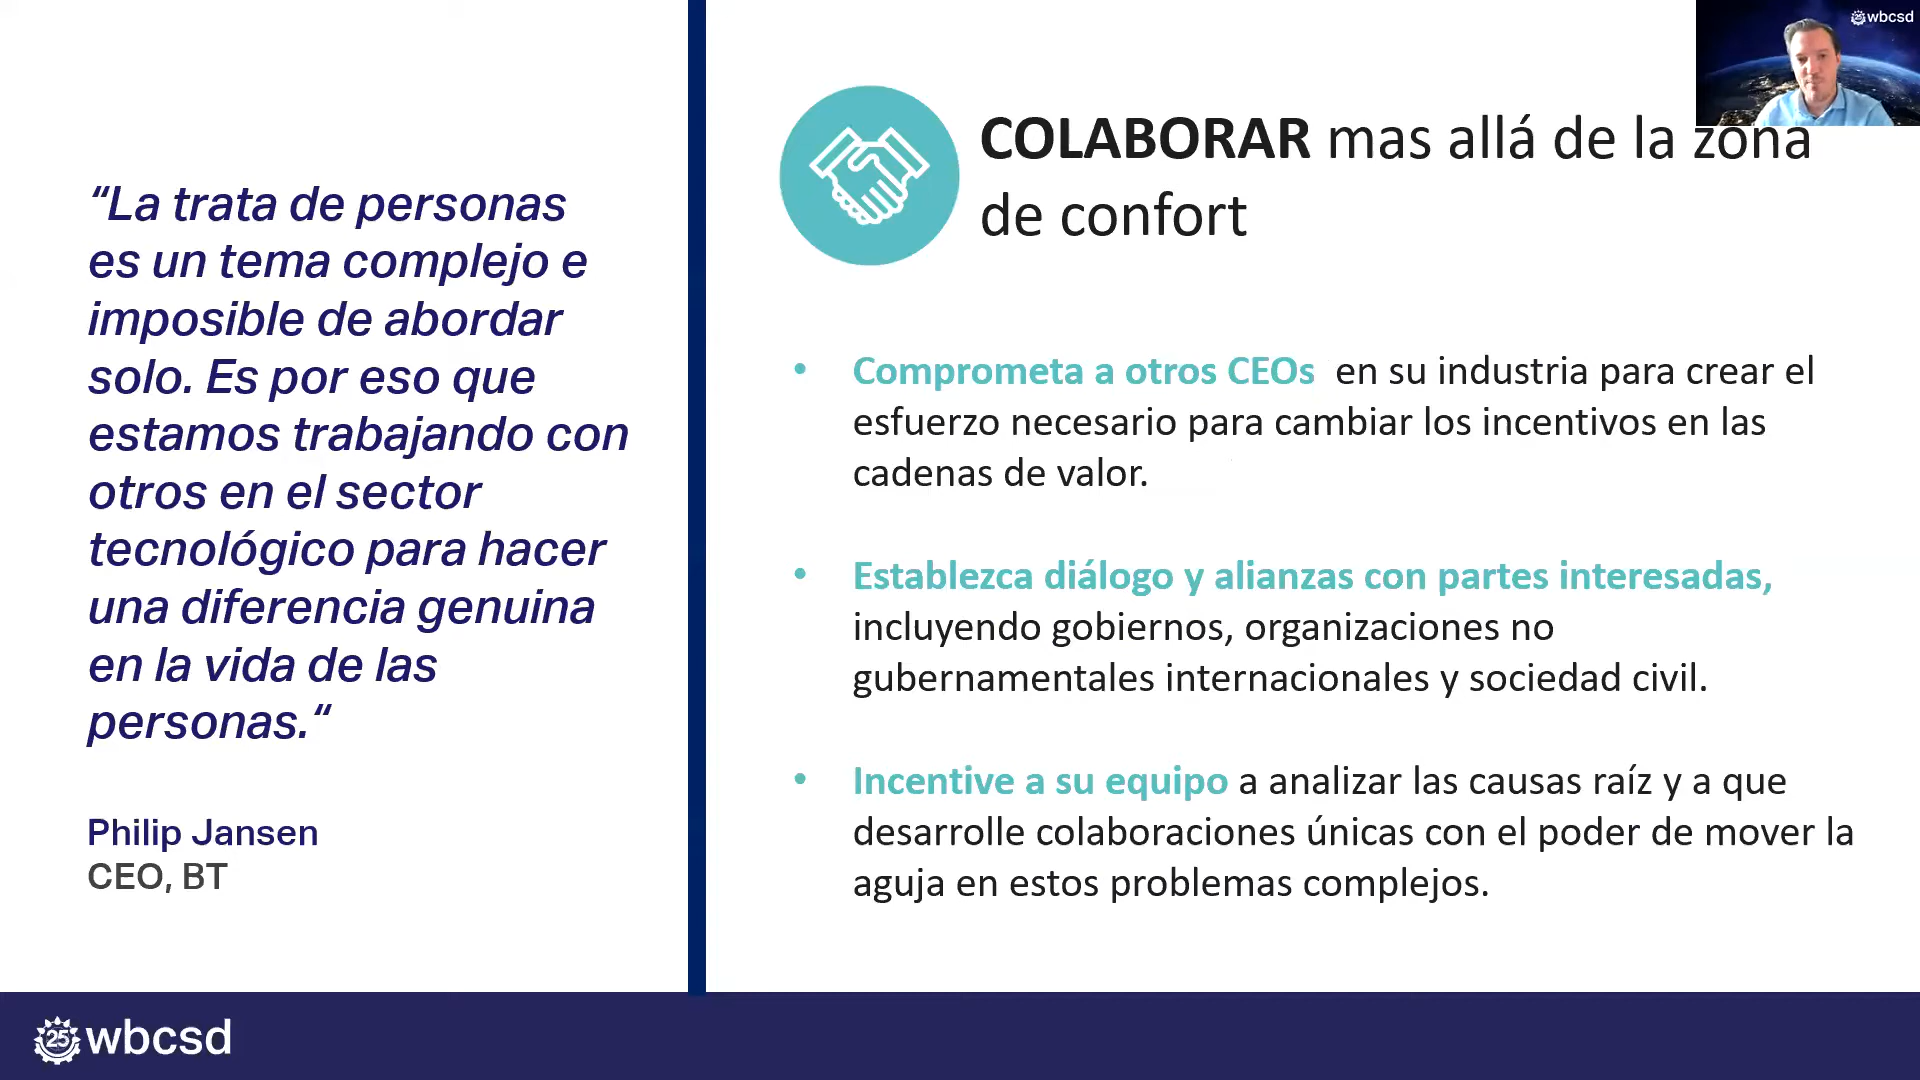 “La trata de personas
es un tema complejo e
imposible de abordar
solo. Es por eso que
estamos trabajando con
otros en el sector
tecnológico para hacer
una diferencia genuina
en la vida de las
personas.“
Philip Jansen
CEO, BT
COLABORAR mas allá de la zona
de confort
• Comprometa a otros CEOs en su industria para crear el
esfuerzo necesario para cambiar los incentivos en las
cadenas de valor.
• Establezca diálogo y alianzas con partes interesadas,
incluyendo gobiernos, organizaciones no
gubernamentales internacionales y sociedad civil.
• Incentive a su equipo a analizar las causas raíz y a que
desarrolle colaboraciones únicas con el poder de mover la
aguja en estos problemas complejos.
wbcsd
25 wbcsd